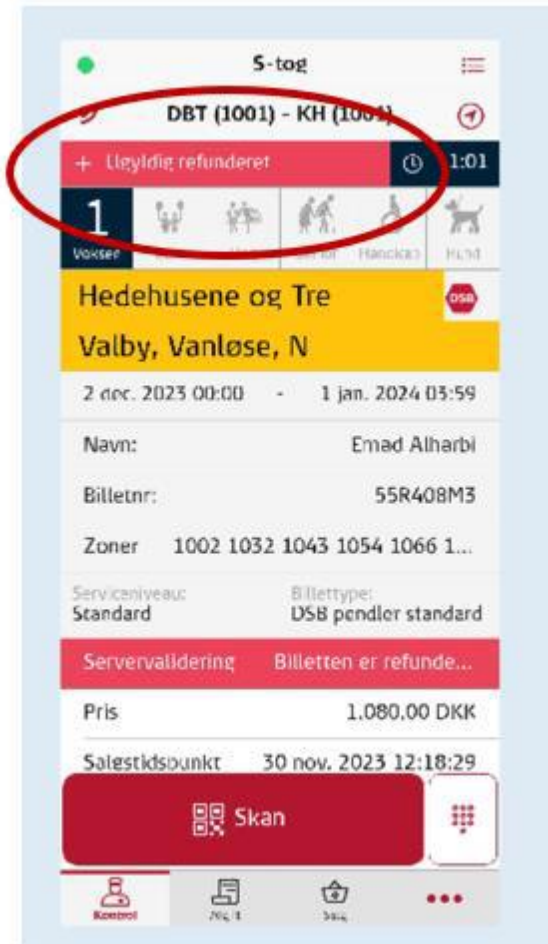 S-tog
DBT (1001) - KH (1001)
+ Ugyldig refunderet 1:01
1
Voksen Handicap Hund
Hedehusene og Tre
DSB
Valby, Vanløse, N
2 dec. 2023 00:00 - 1 jan. 2024 03:59
Navn: Emad Alharbi
Billetnr: 55R408M3
Zoner 1002 1032 1043 1054 1066 1...
Serviceniveau: Billettype:
Standard DSB pendler standard
Servervalidering Billetten er refunde...
Pris 1.080,00 DKK
Salgstidspunkt 30 nov. 2023 12:18:29
Skan
Kontrol Salg